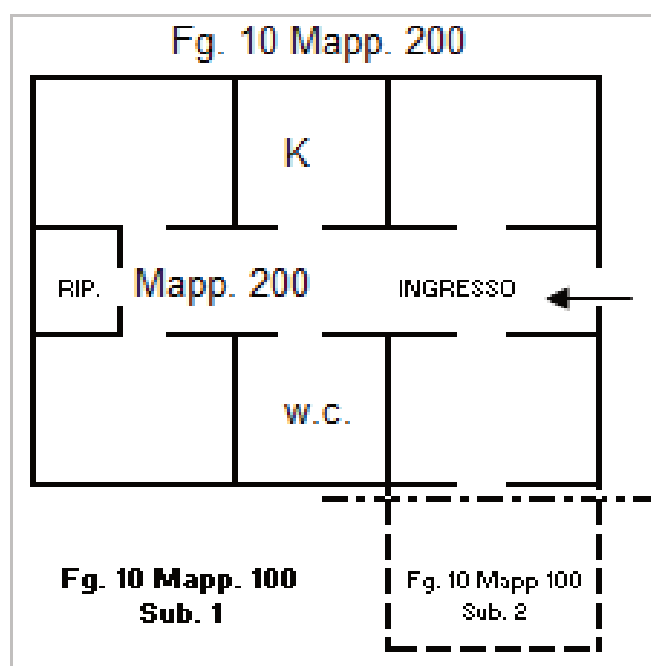 Fg. 10 Mapp. 200
K
RIP.
Mapp. 200
INGRESSO
w.c.
Fg. 10 Mapp. 100
Sub. 1
Fg. 10 Mapp 100
Sub. 2